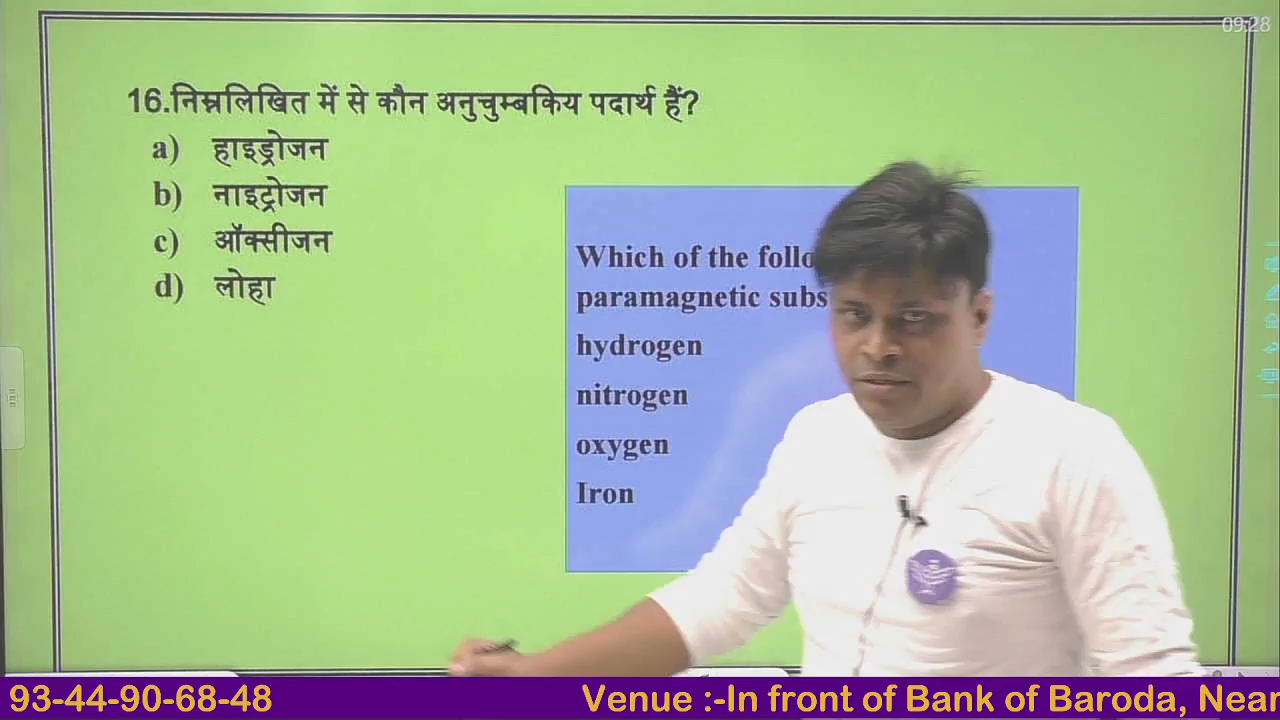 09:28
16.निम्नलिखित में से कौन अनुचुम्बकिय पदार्थ हैं?
a) हाइड्रोजन
b) नाइट्रोजन
c) ऑक्सीजन
d) लोहा
Which of the follo
paramagnetic subs
hydrogen
nitrogen
oxygen
Iron
93-44-90-68-48 Venue :-In front of Bank of Baroda, Near